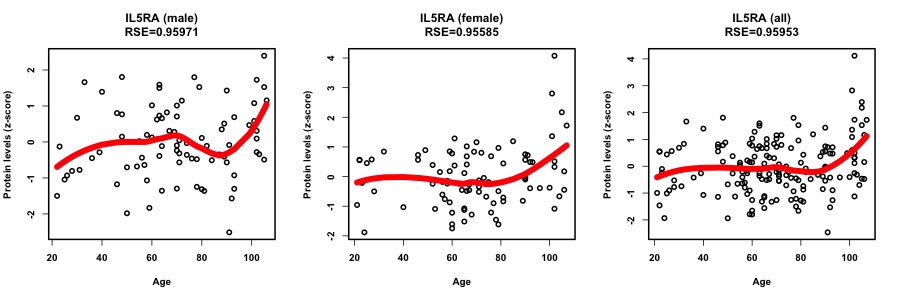 IL5RA (male)
RSE=0.95971
Protein levels (z-score)
2
1
0
-1
-2
20 40 60 80 100
Age
IL5RA (female)
RSE=0.95585
Protein levels (z-score)
4
3
2
1
0
-1
-2
20 40 60 80 100
Age
IL5RA (all)
RSE=0.95953
Protein levels (z-score)
4
3
2
1
0
-1
-2
20 40 60 80 100
Age